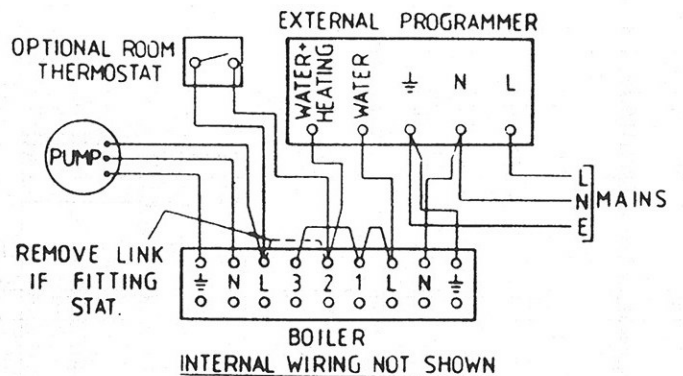 EXTERNAL PROGRAMMER
OPTIONAL ROOM
THERMOSTAT
WATER+
HEATING
WATER
⏚ N L
PUMP
L
N
E
MAINS
REMOVE LINK
IF FITTING
STAT.
⏚ N L 3 2 1 L N ⏚
BOILER
INTERNAL WIRING NOT SHOWN